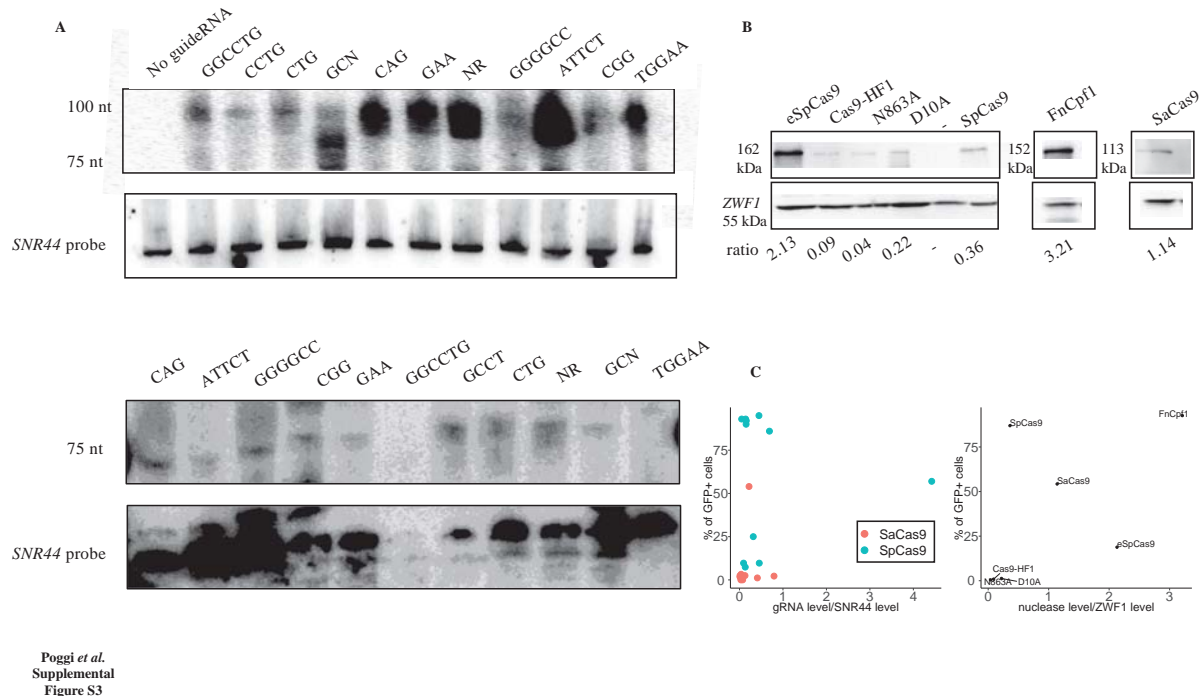 A
No guideRNA
GGCCTG
CCTG
CTG
GCN
CAG
GAA
NR
GGGGCC
ATTCT
CGG
TGGAA
100 nt
75 nt
SNR44 probe
CAG
ATTCT
GGGGCC
CGG
GAA
GGCCTG
GCCT
CTG
NR
GCN
TGGAA
75 nt
SNR44 probe
B
eSpCas9
Cas9-HF1
N863A
D10A
-
SpCas9
FnCpf1
SaCas9
162 kDa
152 kDa
113 kDa
ZWF1
55 kDa
ratio
2.13
0.09
0.04
0.22
-
0.36
3.21
1.14
C
% of GFP+ cells
75
50
25
0
0
1
2
3
4
gRNA level/SNR44 level
SaCas9
SpCas9
% of GFP+ cells
75
50
25
0
0
1
2
3
nuclease level/ZWF1 level
FnCpf1
SpCas9
SaCas9
eSpCas9
Cas9-HF1
N863A
D10A
Poggi et al.
Supplemental
Figure S3